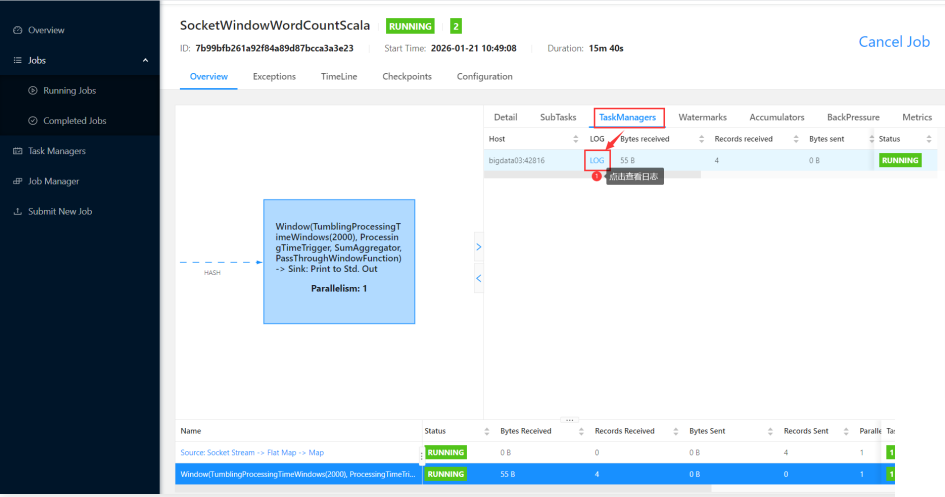 SocketWindowWordCountScala RUNNING 2
ID: 7b99bfb261a92f84a89d87bcca3a3e23 Start Time: 2026-01-21 10:49:08 Duration: 15m 40s
Cancel Job
Overview Exceptions TimeLine Checkpoints Configuration
Overview
Jobs
Running Jobs
Completed Jobs
Task Managers
Job Manager
Submit New Job
Window(TumblingProcessingT
imeWindows(2000), Processin
gTimeTrigger, SumAggregator,
PassThroughWindowFunction)
-> Sink: Print to Std. Out
Parallelism: 1
HASH
Detail SubTasks TaskManagers Watermarks Accumulators BackPressure Metrics
Host LOG Bytes received Records received Bytes sent Status
bigdata03:42816 LOG 55 B 4 0 B RUNNING
1 点击查看日志
Name Status Bytes Received Records Received Bytes Sent Records Sent Paralle Ta
Source: Socket Stream -> Flat Map -> Map RUNNING 0 B 0 0 B 4 1 1
Window(TumblingProcessingTimeWindows(2000), ProcessingTimeTri... RUNNING 55 B 4 0 B 0 1 1